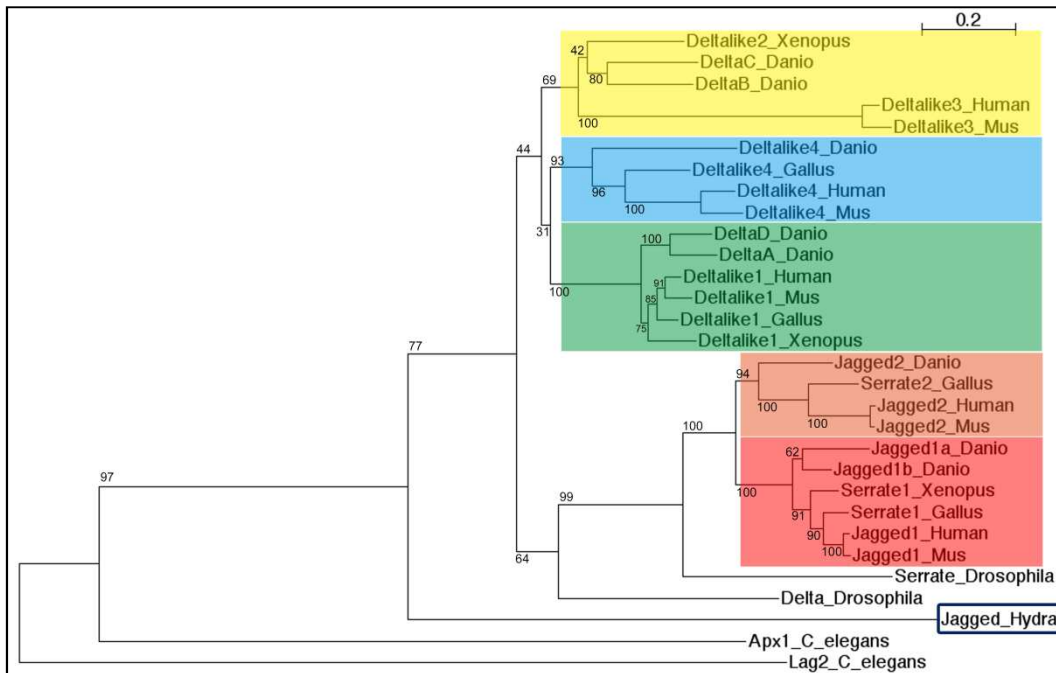 0.2
Deltalike2_Xenopus
42
DeltaC_Danio
69
80
DeltaB_Danio
Deltalike3_Human
100
Deltalike3_Mus
44
Deltalike4_Danio
93
Deltalike4_Gallus
96
Deltalike4_Human
100
Deltalike4_Mus
31
DeltaD_Danio
100
DeltaA_Danio
Deltalike1_Human
91
100
Deltalike1_Mus
85
Deltalike1_Gallus
75
Deltalike1_Xenopus
77
Jagged2_Danio
94
Serrate2_Gallus
100
Jagged2_Human
100
Jagged2_Mus
100
Jagged1a_Danio
62
Jagged1b_Danio
97
100
Serrate1_Xenopus
99
91
Serrate1_Gallus
90
Jagged1_Human
100
Jagged1_Mus
64
Serrate_Drosophila
Delta_Drosophila
Jagged_Hydra
Apx1_C_elegans
Lag2_C_elegans